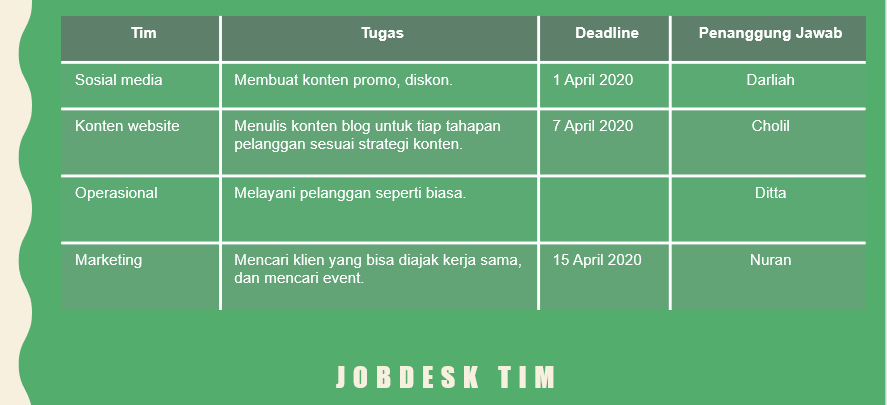 Tim Tugas Deadline Penanggung Jawab
Sosial media Membuat konten promo, diskon. 1 April 2020 Darliah
Konten website Menulis konten blog untuk tiap tahapan 7 April 2020 Cholil
pelanggan sesuai strategi konten.
Operasional Melayani pelanggan seperti biasa. Ditta
Marketing Mencari klien yang bisa diajak kerja sama, 15 April 2020 Nuran
dan mencari event.
JOBDESK TIM